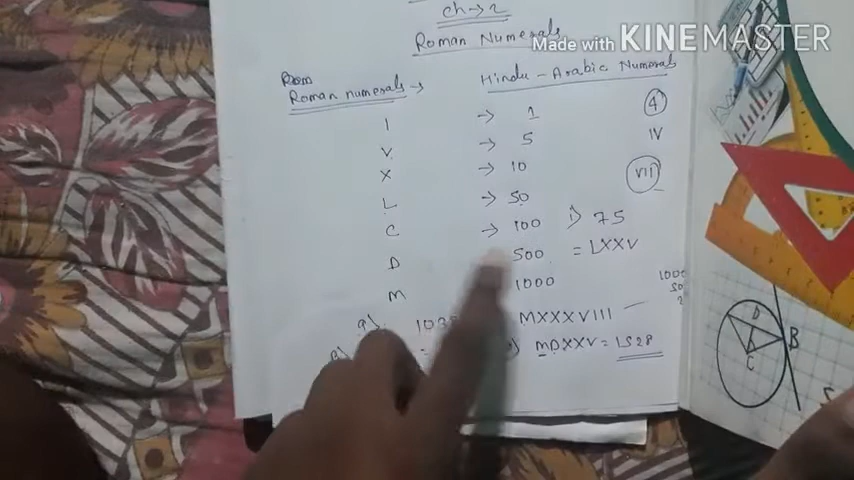 Ch → 2
Roman Numerals
Made with KINEMASTER
Roman numerals → Hindu - Arabic Numerals
I → 1
V → 5
X → 10
L → 50
C → 100
D 500
M 1000
4
IV
VII
i) 75
= LXXV
1000
MXXXVIII
MDXXV = 1528
D
B
C